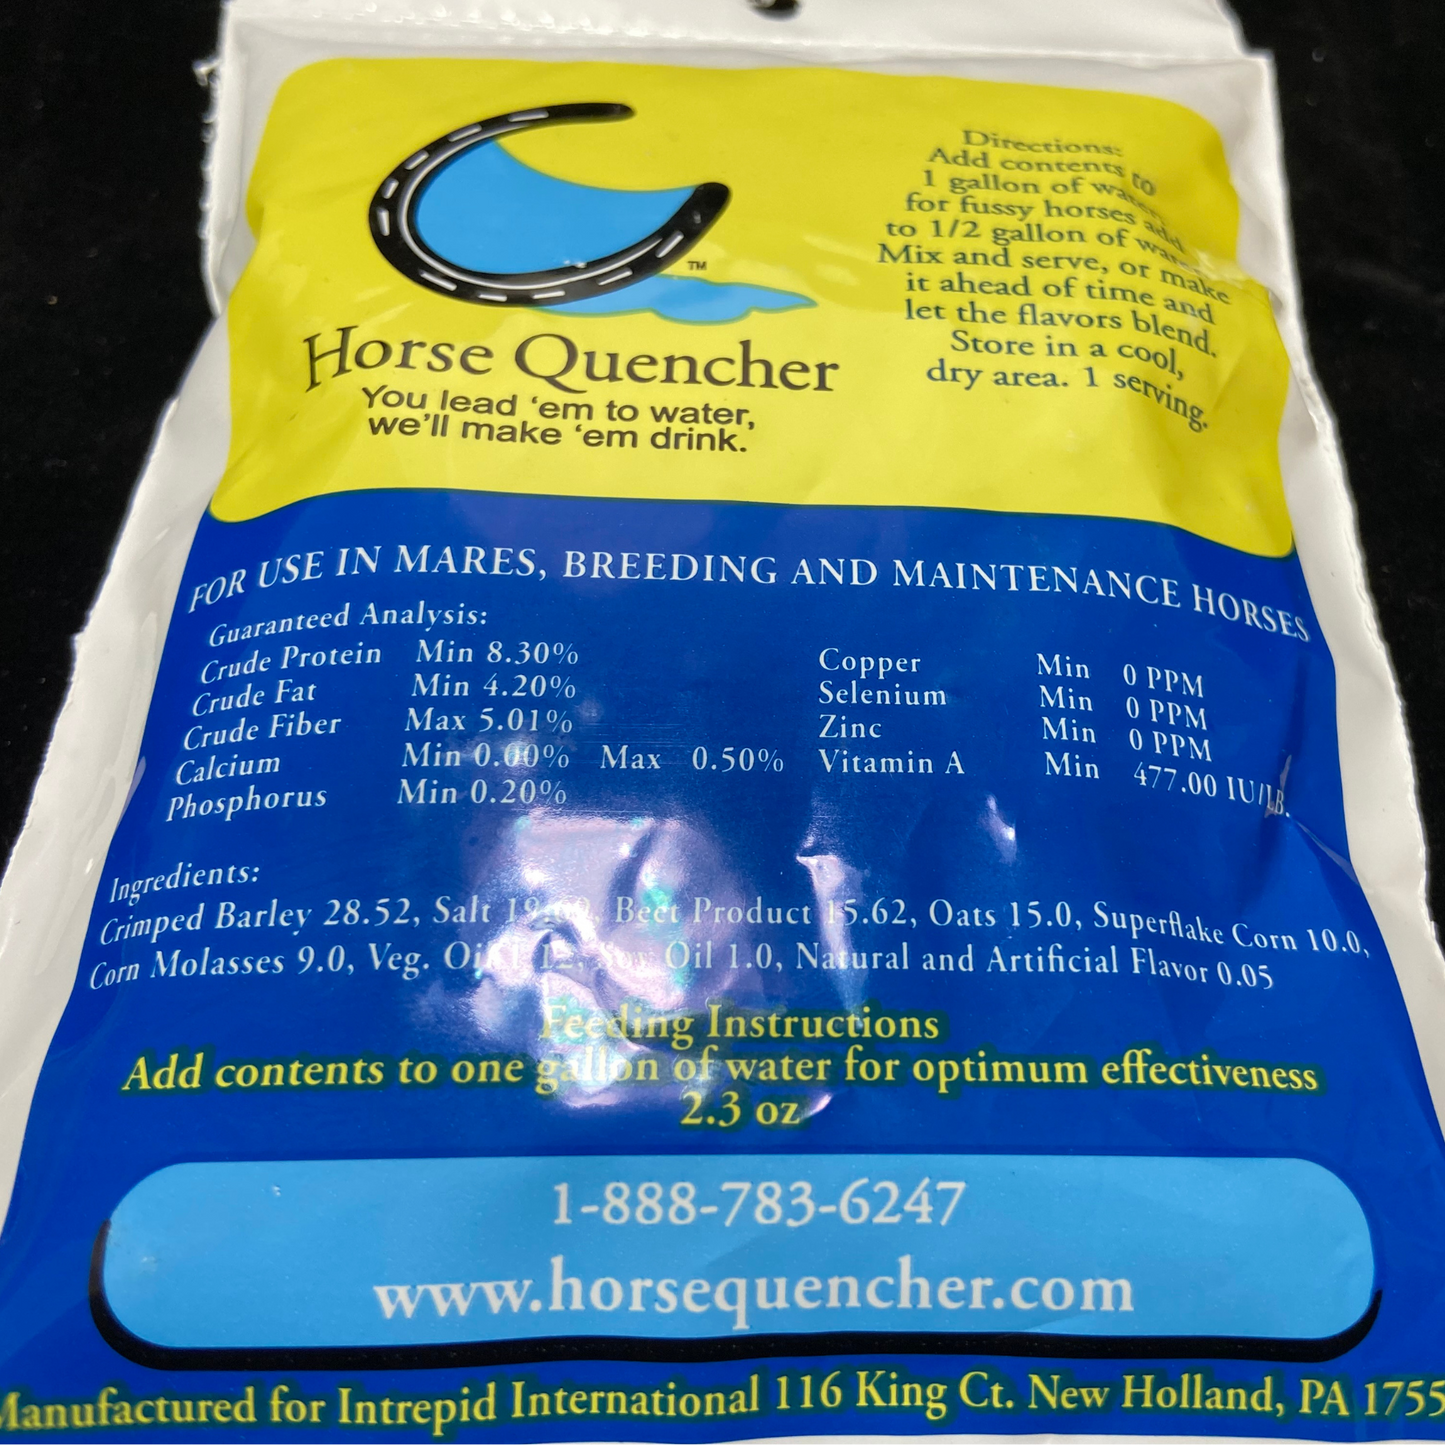 TM
Horse Quencher
You lead ‘em to water,
we’ll make ‘em drink.
Directions:
Add contents to
1 gallon of water,
for fussy horses add
to 1/2 gallon of water.
Mix and serve, or make
it ahead of time and
let the flavors blend.
Store in a cool,
dry area. 1 serving.
FOR USE IN MARES, BREEDING AND MAINTENANCE HORSES
Guaranteed Analysis:
Crude Protein Min 8.30%
Crude Fat Min 4.20%
Crude Fiber Max 5.01%
Calcium Min 0.00% Max 0.50%
Phosphorus Min 0.20%
Copper Min 0 PPM
Selenium Min 0 PPM
Zinc Min 0 PPM
Vitamin A Min 477.00 IU/LB.
Ingredients:
Crimped Barley 28.52, Salt Beet Product 15.62, Oats 15.0, Superflake Corn 10.0,
Corn Molasses 9.0, Veg. Oil Soy Oil 1.0, Natural and Artificial Flavor 0.05
Feeding Instructions
Add contents to one gallon of water for optimum effectiveness
2.3 oz
1-888-783-6247
www.horsequencher.com
Manufactured for Intrepid International 116 King Ct. New Holland, PA 1755